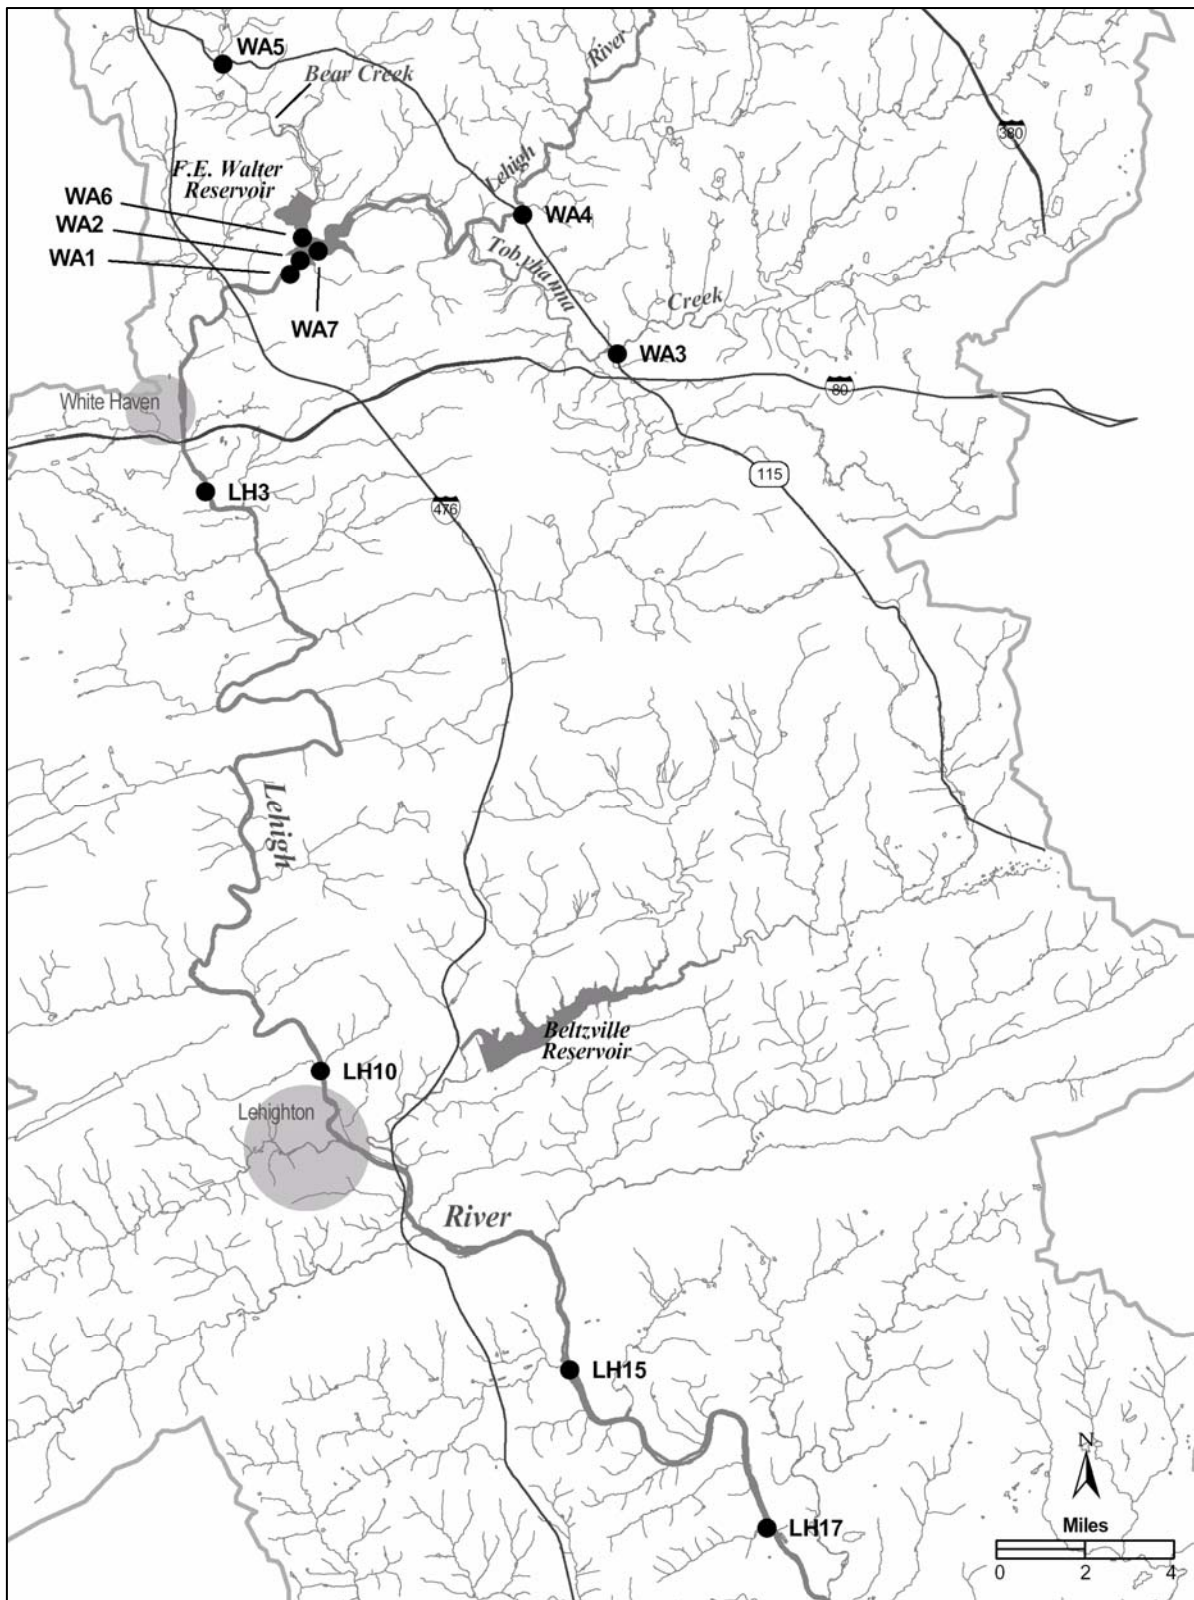 WA5
Bear Creek
River
380
F.E. Walter
Reservoir
Lehigh
WA6
WA2
WA1
WA4
Tobyhanna
Creek
WA7
WA3
80
White Haven
115
LH3
476
Lehigh
Beltzville
Reservoir
LH10
Lehighton
River
LH15
N
Miles
LH17
0 2 4